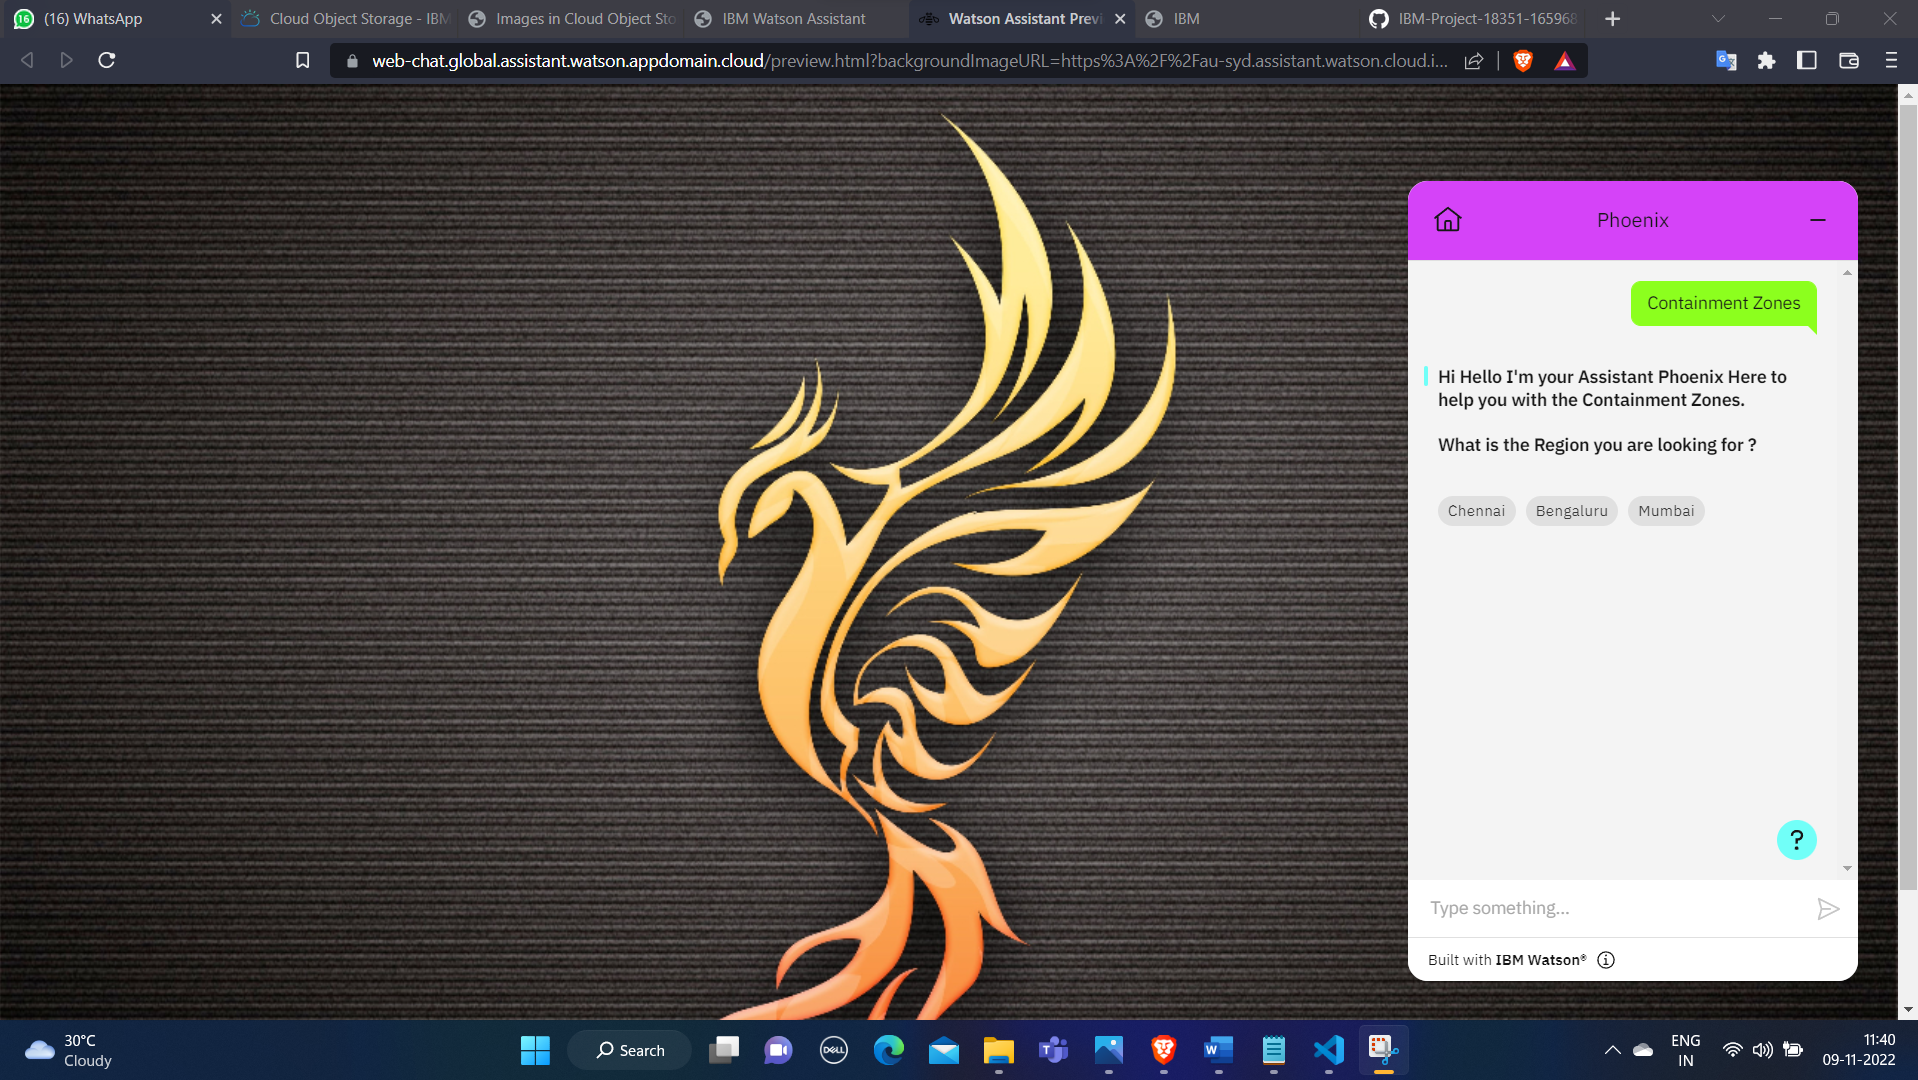 16 (16) WhatsApp
Cloud Object Storage - IBM
Images in Cloud Object Sto
IBM Watson Assistant
Watson Assistant Previ
IBM
IBM-Project-18351-165968
web-chat.global.assistant.watson.appdomain.cloud/preview.html?backgroundImageURL=https%3A%2F%2Fau-syd.assistant.watson.cloud.i...
Phoenix
Containment Zones
Hi Hello I'm your Assistant Phoenix Here to
help you with the Containment Zones.
What is the Region you are looking for ?
Chennai Bengaluru Mumbai
?
Type something...
Built with IBM Watson®
30°C
Cloudy
Search
DELL
ENG
IN
11:40
09-11-2022